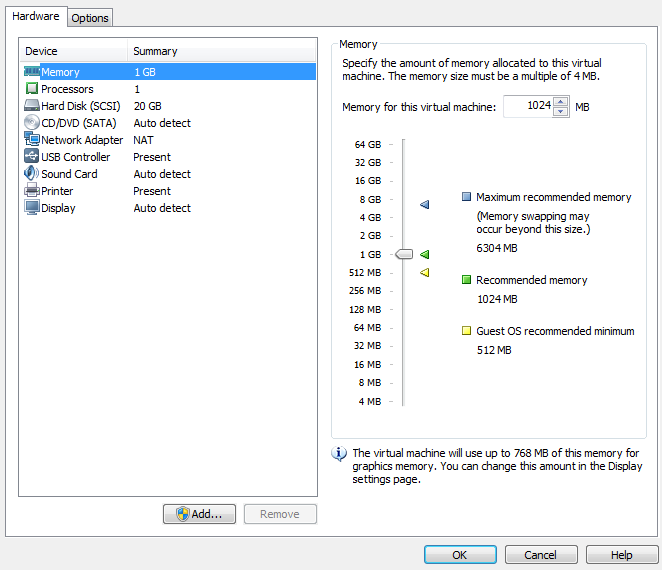 Hardware Options
Device Summary
Memory 1 GB
Processors 1
Hard Disk (SCSI) 20 GB
CD/DVD (SATA) Auto detect
Network Adapter NAT
USB Controller Present
Sound Card Auto detect
Printer Present
Display Auto detect
Add...
Remove
Memory
Specify the amount of memory allocated to this virtual
machine. The memory size must be a multiple of 4 MB.
Memory for this virtual machine: 1024 MB
64 GB
32 GB
16 GB
8 GB
4 GB
2 GB
1 GB
512 MB
256 MB
128 MB
64 MB
32 MB
16 MB
8 MB
4 MB
Maximum recommended memory
(Memory swapping may
occur beyond this size.)
6304 MB
Recommended memory
1024 MB
Guest OS recommended minimum
512 MB
The virtual machine will use up to 768 MB of this memory for
graphics memory. You can change this amount in the Display
settings page.
OK Cancel Help